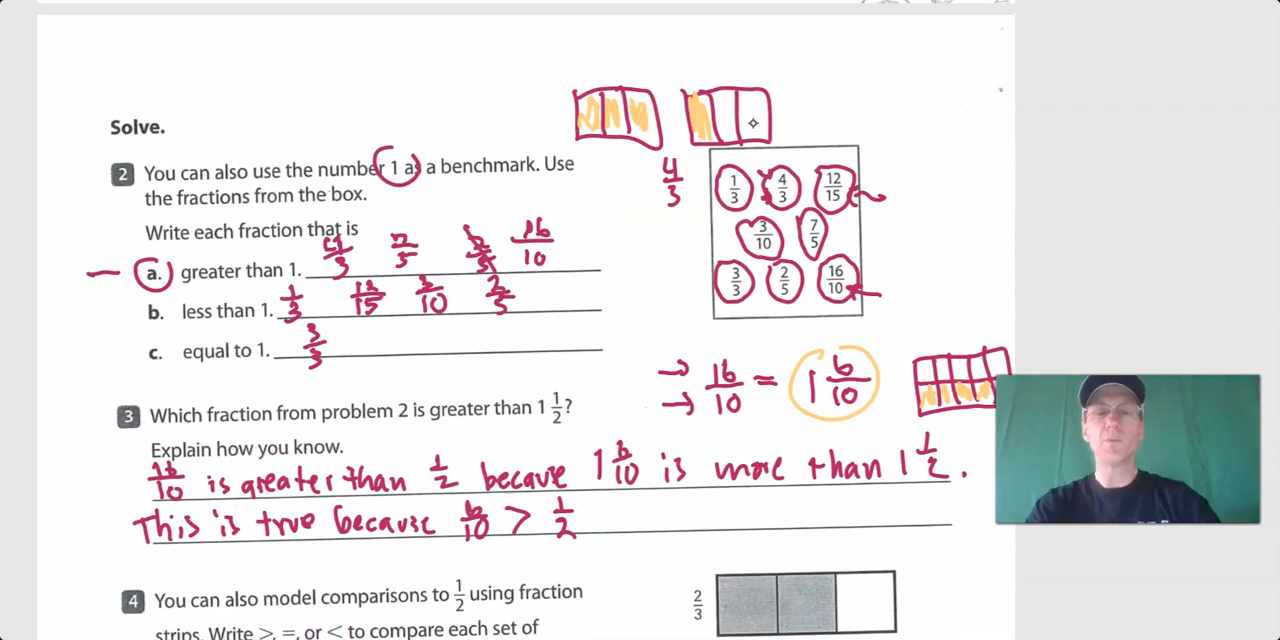 Solve.
2 You can also use the number 1 as a benchmark. Use
the fractions from the box.
Write each fraction that is
a. greater than 1. 4/3 7/5 16/10
b. less than 1. 1/3 12/15 3/10 2/5
c. equal to 1. 3/3
4/3
1/3 4/3 12/15
3/10 7/5
3/3 2/5 16/10
16/10 = 1 6/10
3 Which fraction from problem 2 is greater than 1 1/2?
Explain how you know.
16/10 is greater than 1/2 because 1 6/10 is more than 1 1/2.
This is true because 6/10 > 1/2
4 You can also model comparisons to 1/2 using fraction
strips. Write >, =, or < to compare each set of
2/3